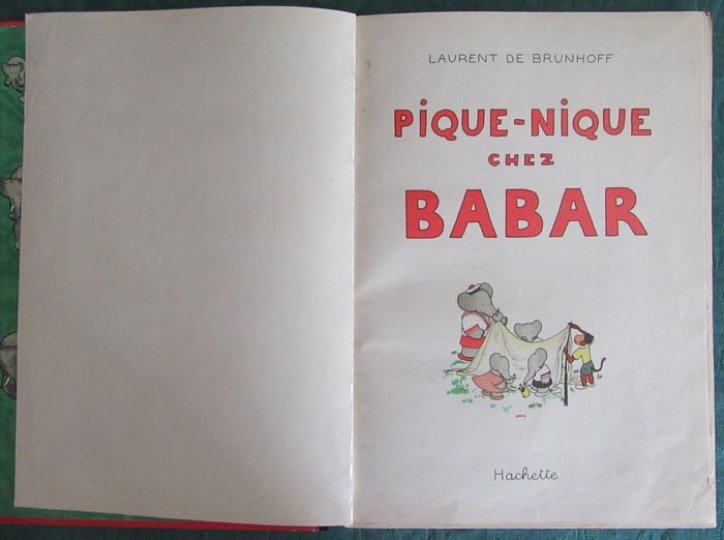 LAURENT DE BRUNHOFF
PIQUE-NIQUE
CHEZ
BABAR
Hachette